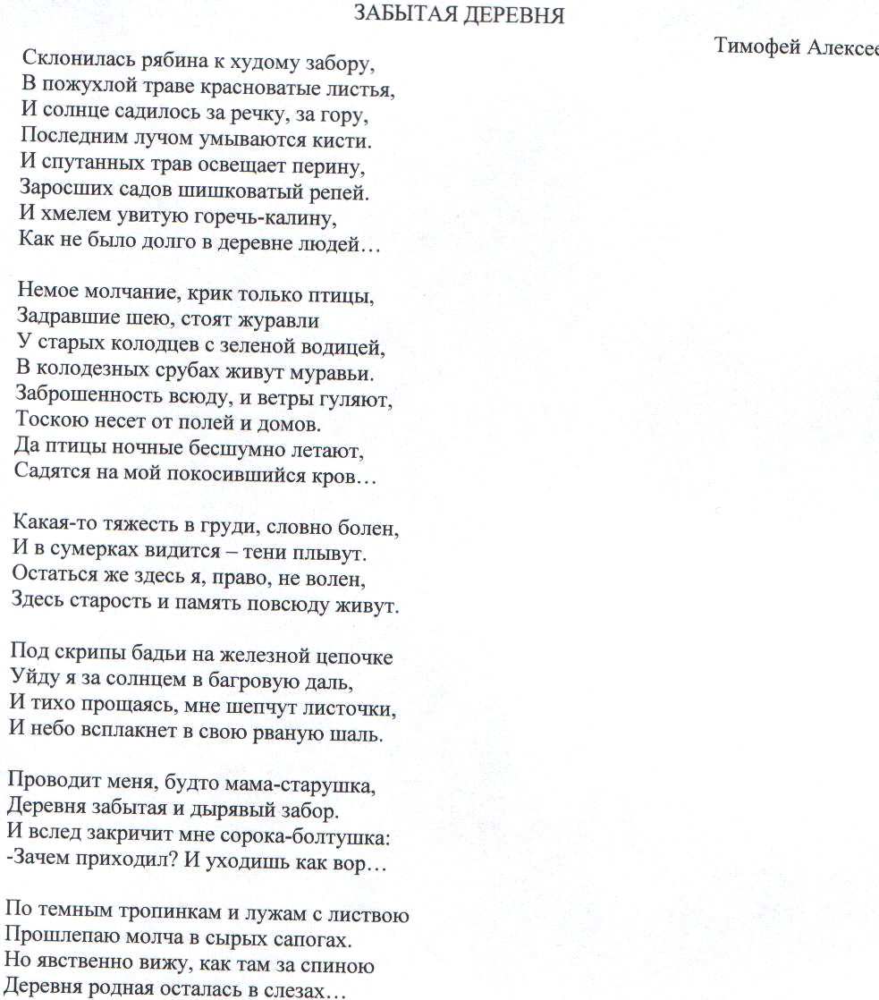 ЗАБЫТАЯ ДЕРЕВНЯ
Тимофей Алексее
Склонилась рябина к худому забору,
В пожухлой траве красноватые листья,
И солнце садилось за речку, за гору,
Последним лучом умываются кисти.
И спутанных трав освещает перину,
Заросших садов шишковатый репей.
И хмелем увитую горечь-калину,
Как не было долго в деревне людей…
Немое молчание, крик только птицы,
Задравшие шею, стоят журавли
У старых колодцев с зеленой водицей,
В колодезных срубах живут муравьи.
Заброшенность всюду, и ветры гуляют,
Тоскою несет от полей и домов.
Да птицы ночные бесшумно летают,
Садятся на мой покосившийся кров…
Какая-то тяжесть в груди, словно болен,
И в сумерках видится – тени плывут.
Остаться же здесь я, право, не волен,
Здесь старость и память повсюду живут.
Под скрипы бадьи на железной цепочке
Уйду я за солнцем в багровую даль,
И тихо прощаясь, мне шепчут листочки,
И небо всплакнет в свою рваную шаль.
Проводит меня, будто мама-старушка,
Деревня забытая и дырявый забор.
И вслед закричит мне сорока-болтушка:
-Зачем приходил? И уходишь как вор…
По темным тропинкам и лужам с листвою
Прошлепаю молча в сырых сапогах.
Но явственно вижу, как там за спиною
Деревня родная осталась в слезах…